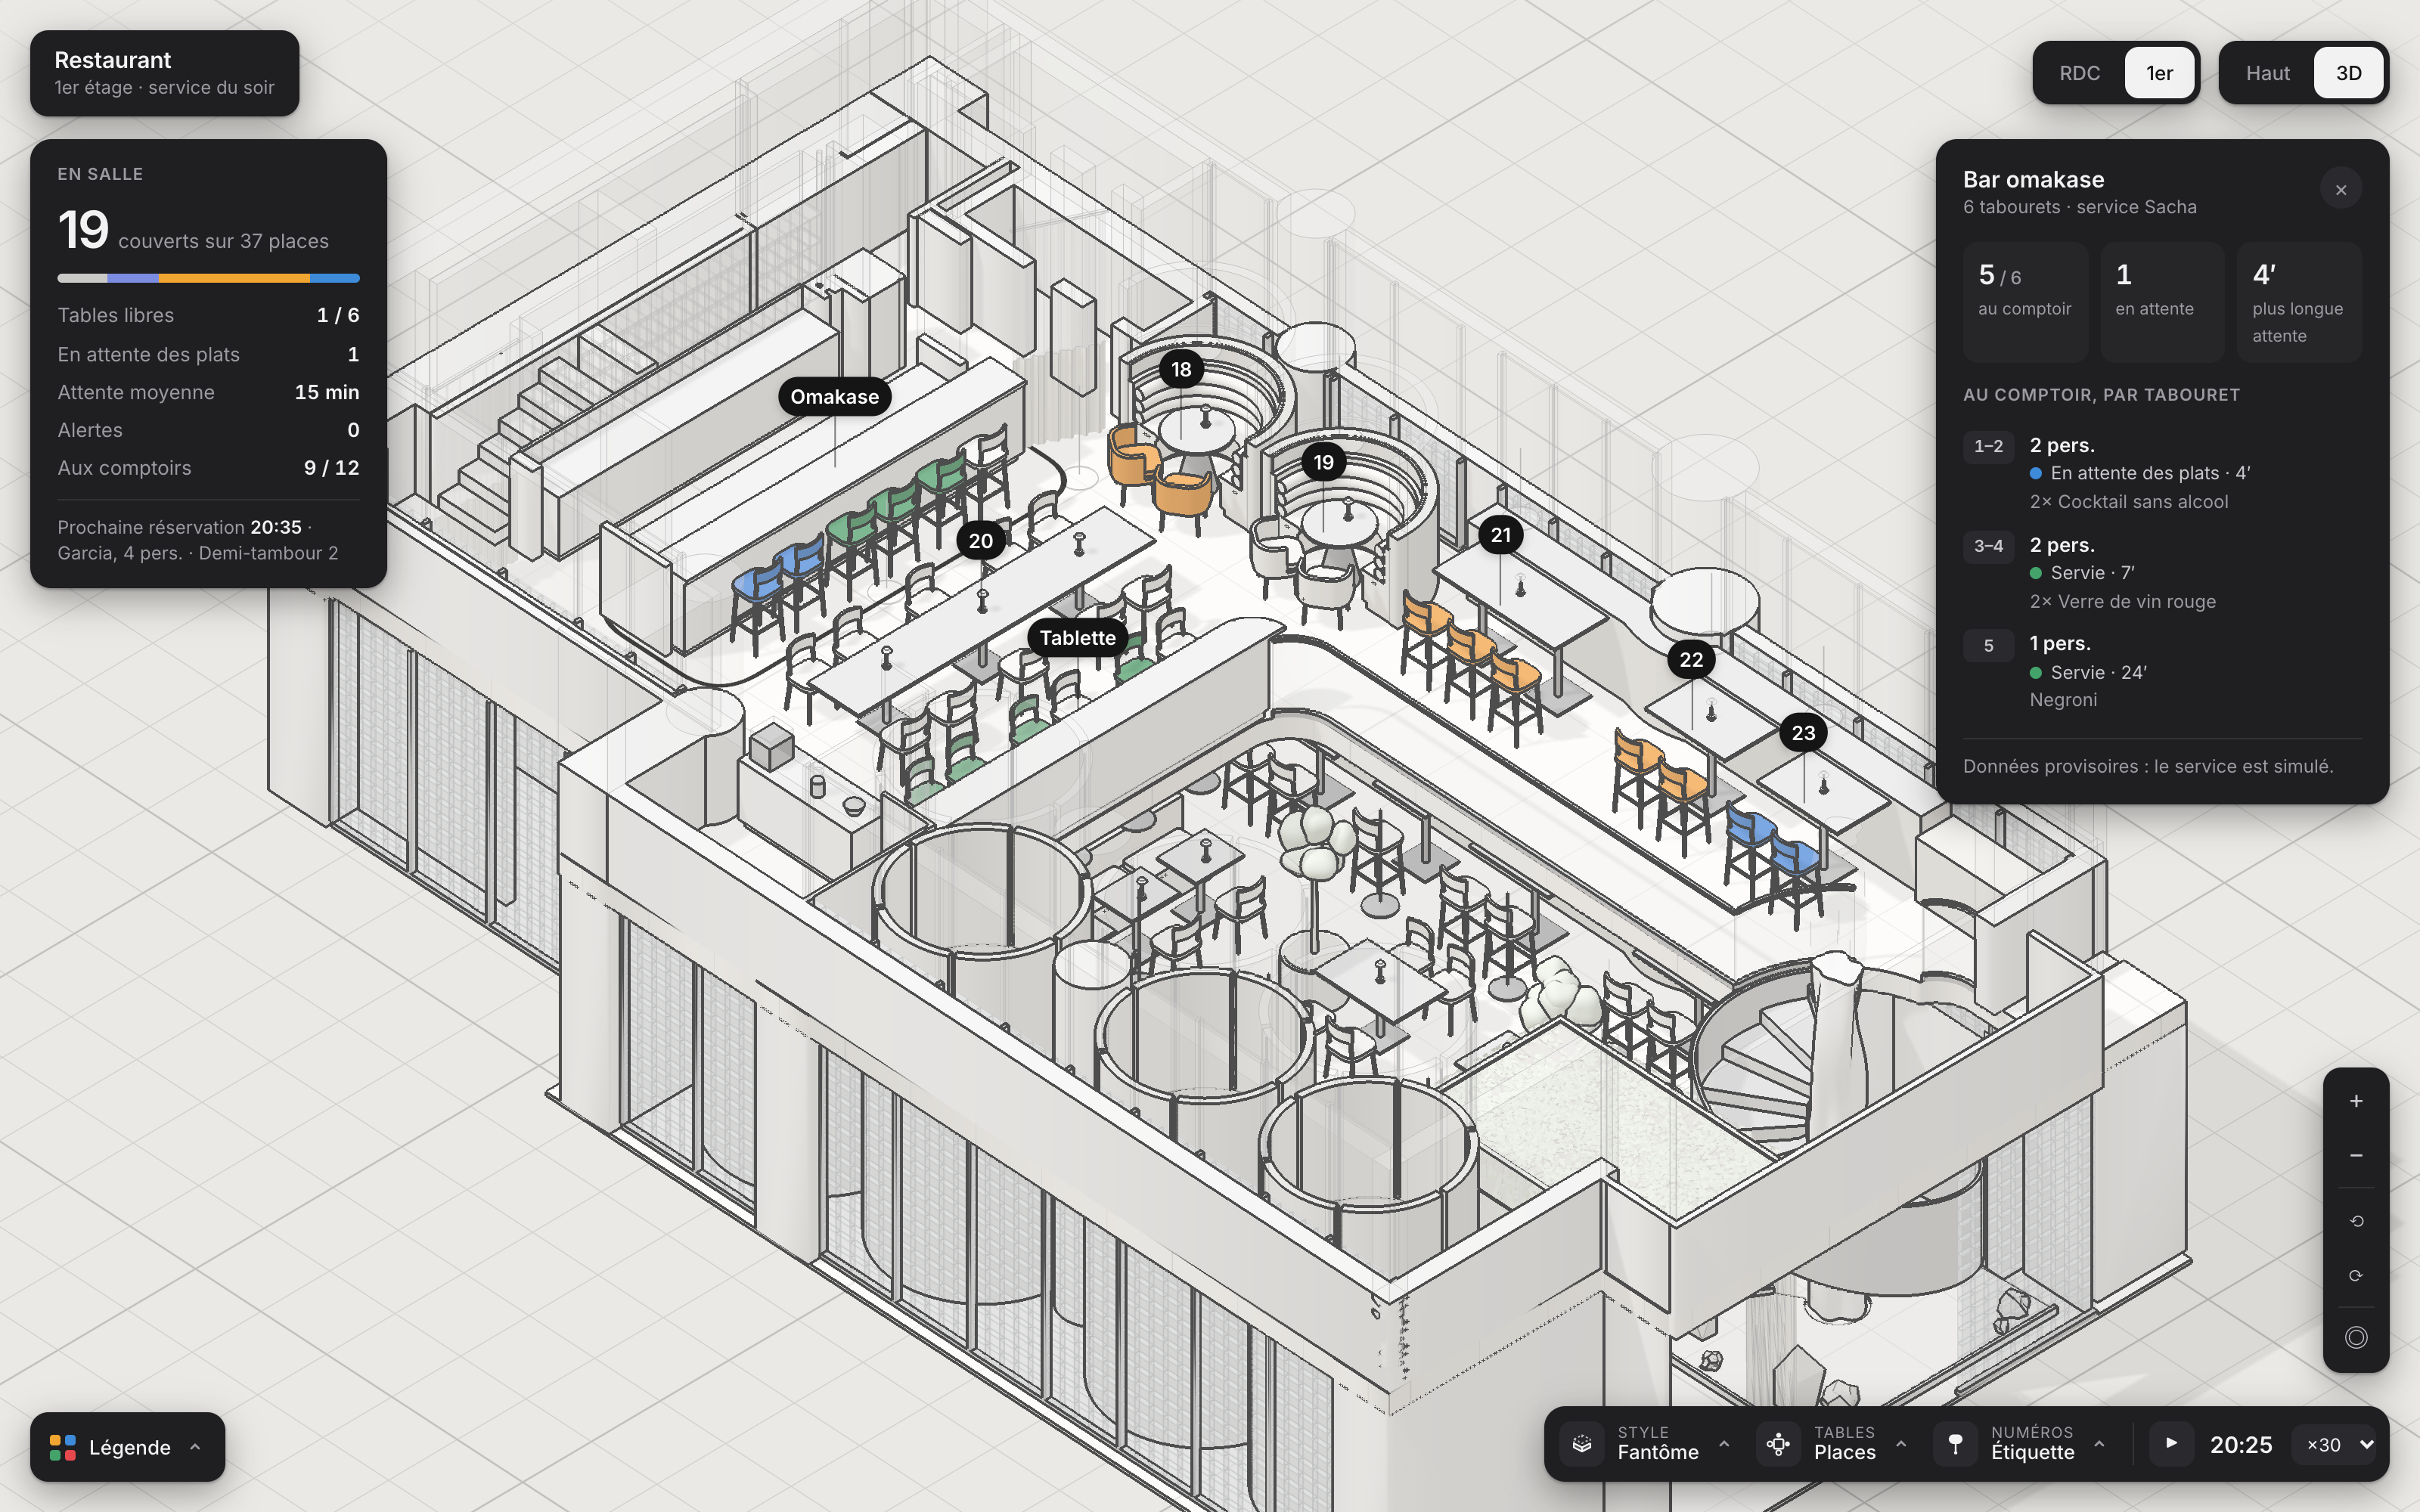 Restaurant
1er étage · service du soir
RDC
1er
Haut
3D
EN SALLE
19 couverts sur 37 places
Tables libres 1 / 6
En attente des plats 1
Attente moyenne 15 min
Alertes 0
Aux comptoirs 9 / 12
Prochaine réservation 20:35 ·
Garcia, 4 pers. · Demi-tambour 2
Bar omakase
6 tabourets · service Sacha
×
5 / 6
au comptoir
1
en attente
4′
plus longue
attente
AU COMPTOIR, PAR TABOURET
1–2
2 pers.
En attente des plats · 4′
2× Cocktail sans alcool
3–4
2 pers.
Servie · 7′
2× Verre de vin rouge
5
1 pers.
Servie · 24′
Negroni
Données provisoires : le service est simulé.
18
Omakase
19
21
20
Tablette
22
23
+
−
Légende
STYLE
Fantôme
TABLES
Places
NUMÉROS
Étiquette
20:25
×30